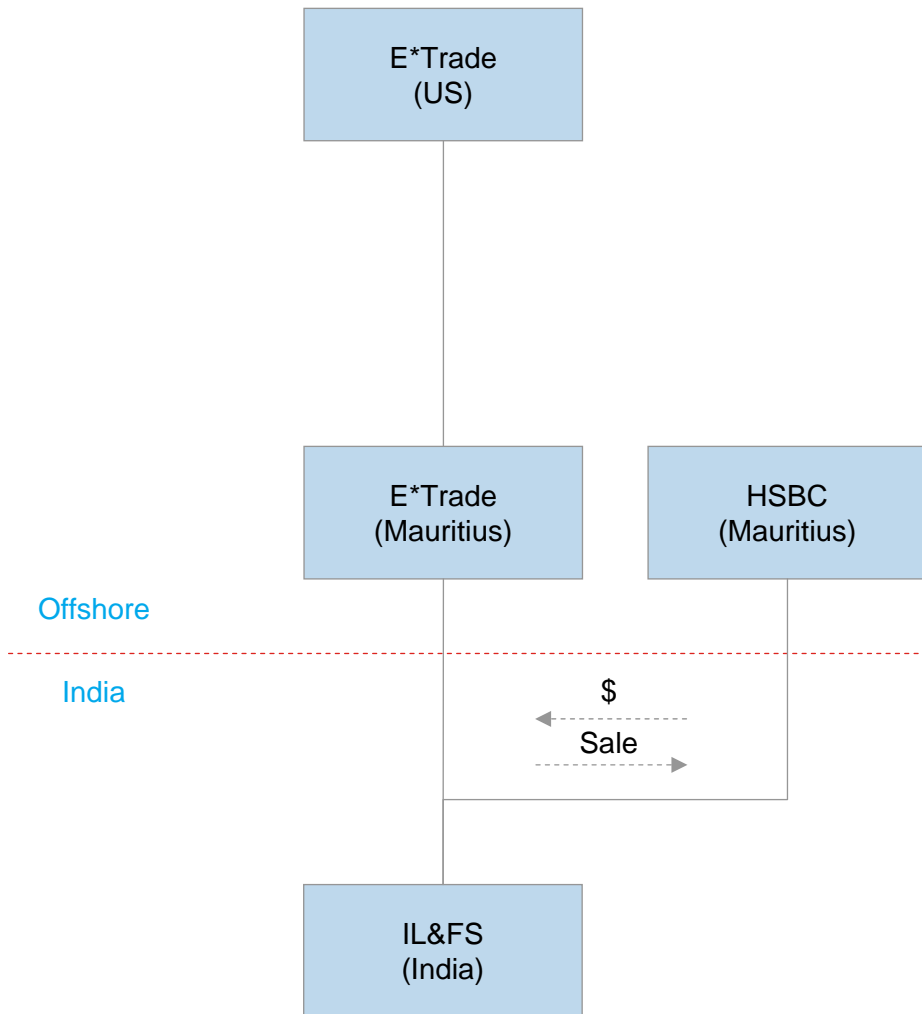 E*Trade
(US)
E*Trade
(Mauritius)
HSBC
(Mauritius)
Offshore
India
$
Sale
IL&FS
(India)